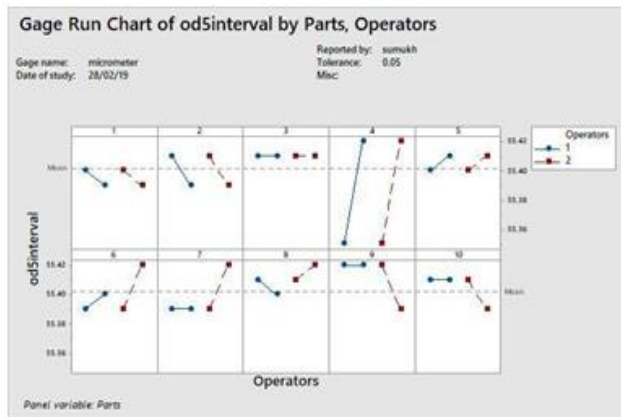 Gage Run Chart of od5interval by Parts, Operators
Gage name: micrometer
Date of study: 28/02/19
Reported by: sumukh
Tolerance: 0.05
Misc:
1 2 3 4 5
Mean
55.42
55.40
55.38
55.36
Operators
1
2
od5interval
6 7 8 9 10
55.42
55.40
55.38
55.36
Mean
Operators
Panel variable: Parts